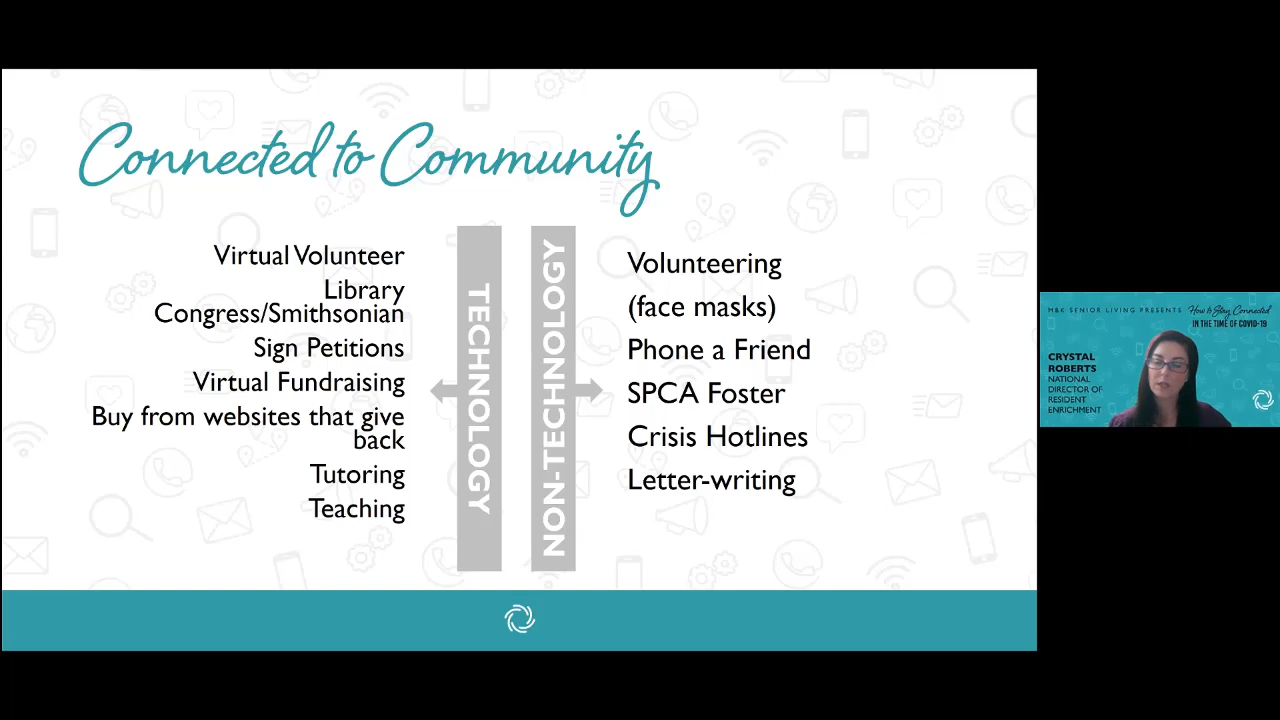 Connected to Community
Virtual Volunteer
Library
Congress/Smithsonian
Sign Petitions
Virtual Fundraising
Buy from websites that give
back
Tutoring
Teaching
TECHNOLOGY
NON-TECHNOLOGY
Volunteering
(face masks)
Phone a Friend
SPCA Foster
Crisis Hotlines
Letter-writing
MBK SENIOR LIVING PRESENTS How to Stay Connected
IN THE TIME OF COVID-19
CRYSTAL
ROBERTS
NATIONAL
DIRECTOR OF
RESIDENT
ENRICHMENT